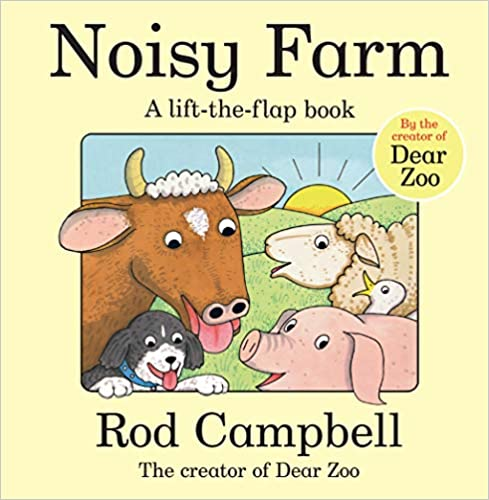 Noisy Farm
A lift-the-flap book
By the
creator of
Dear
Zoo
Rod Campbell
The creator of Dear Zoo